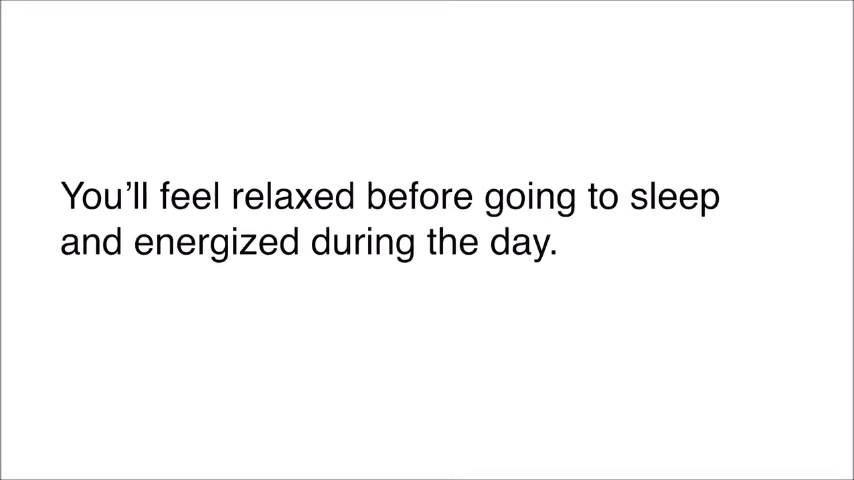 You’ll feel relaxed before going to sleep
and energized during the day.